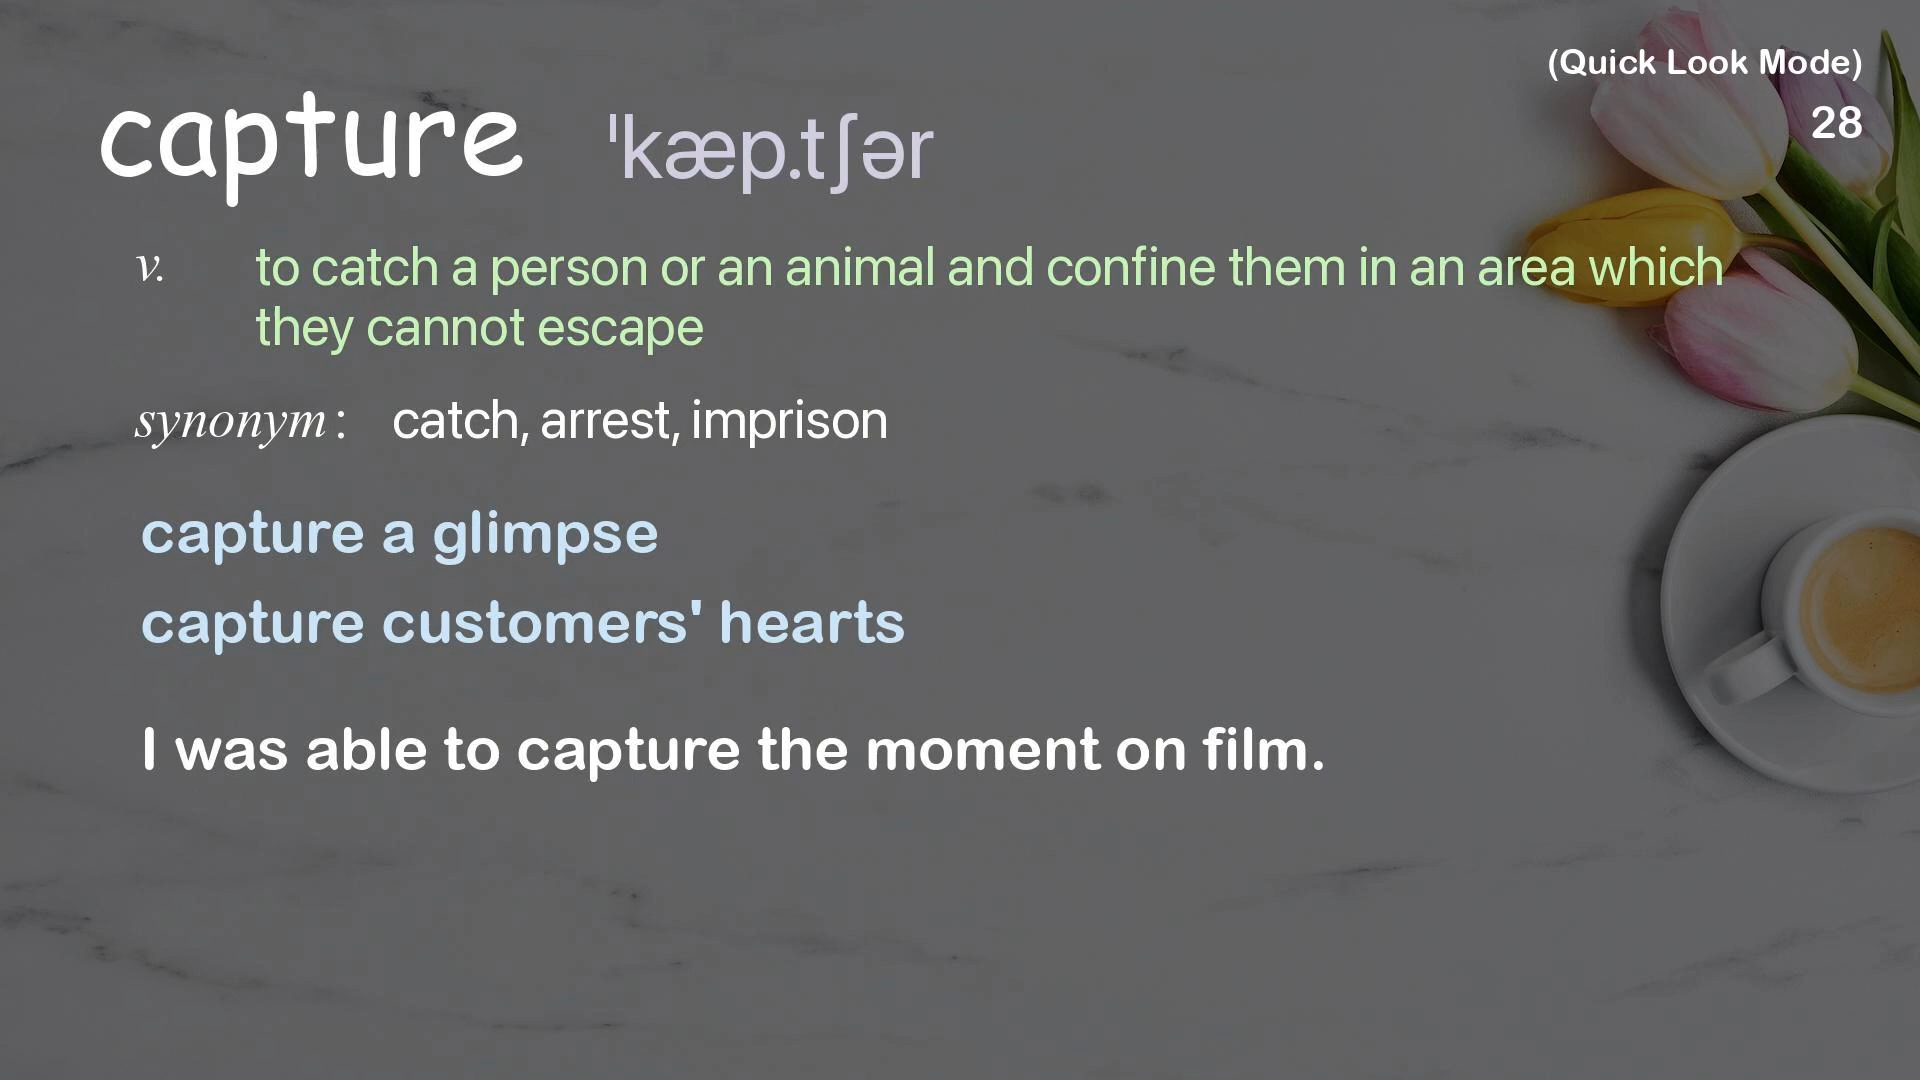 (Quick Look Mode)
28
capture ˈkæp.tʃər
v. to catch a person or an animal and confine them in an area which
they cannot escape
synonym: catch, arrest, imprison
capture a glimpse
capture customers' hearts
I was able to capture the moment on film.